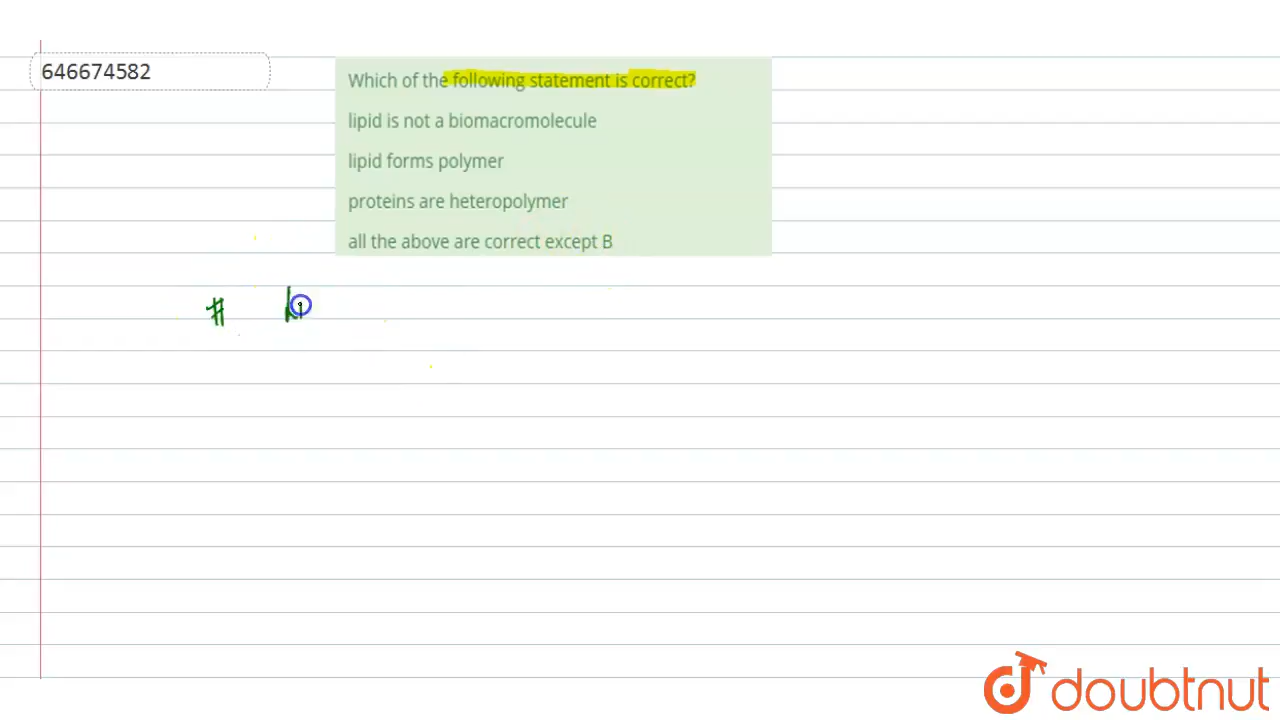 646674582
Which of the following statement is correct?
lipid is not a biomacromolecule
lipid forms polymer
proteins are heteropolymer
all the above are correct except B
#
doubtnut